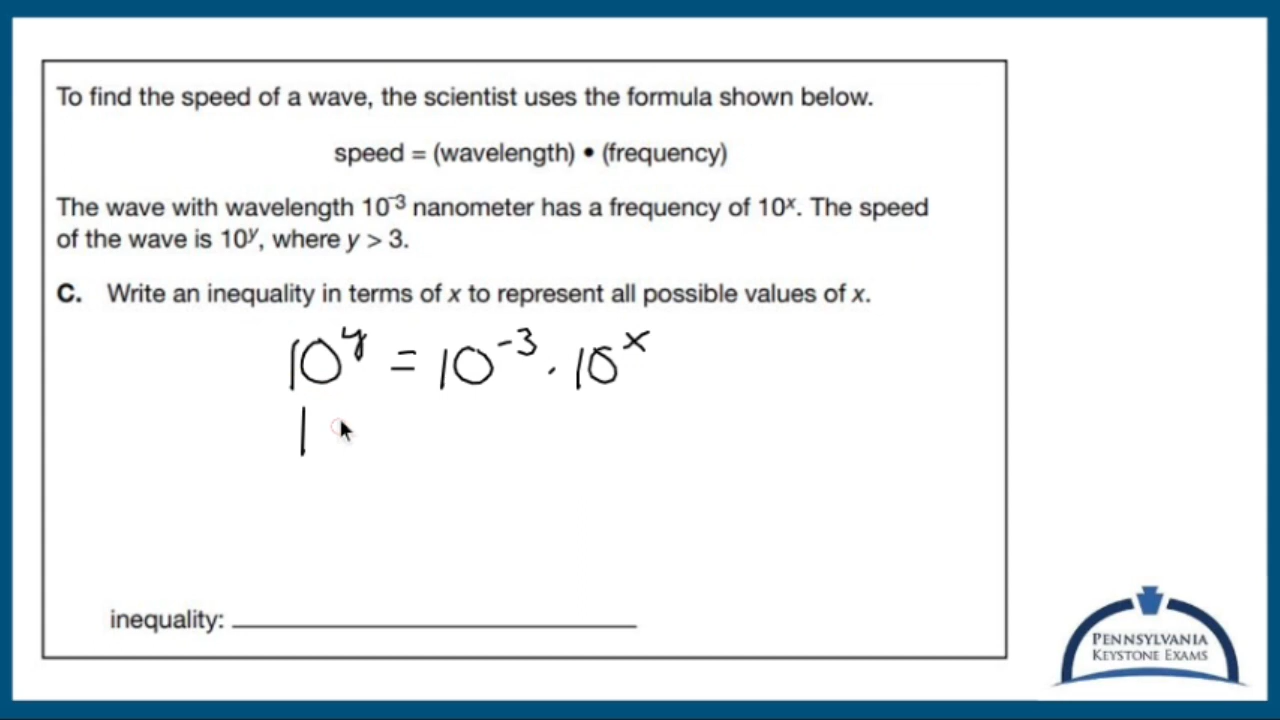 To find the speed of a wave, the scientist uses the formula shown below.
speed = (wavelength) • (frequency)
The wave with wavelength 10⁻³ nanometer has a frequency of 10ˣ. The speed
of the wave is 10ʸ, where y > 3.
C. Write an inequality in terms of x to represent all possible values of x.
10ʸ = 10⁻³ · 10ˣ
1
inequality:
PENNSYLVANIA
KEYSTONE EXAMS